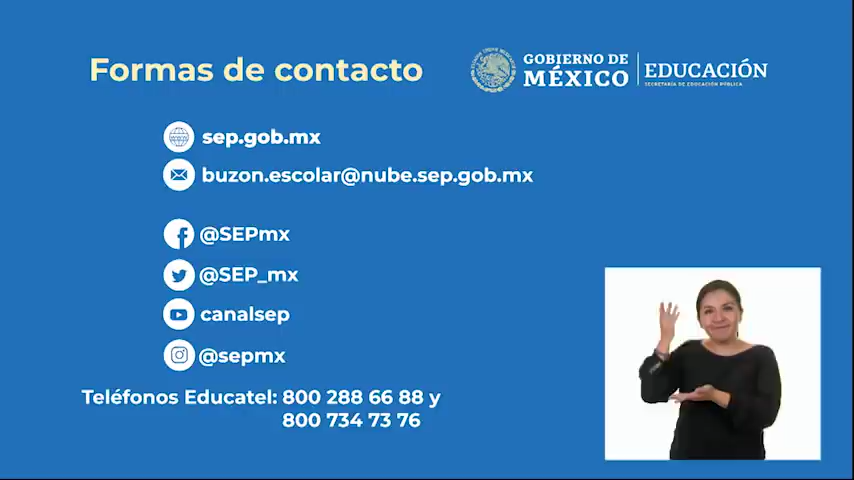 Formas de contacto
GOBIERNO DE
MÉXICO
EDUCACIÓN
SECRETARÍA DE EDUCACIÓN PÚBLICA
sep.gob.mx
buzon.escolar@nube.sep.gob.mx
@SEPmx
@SEP_mx
canalsep
@sepmx
Teléfonos Educatel: 800 288 66 88 y
800 734 73 76